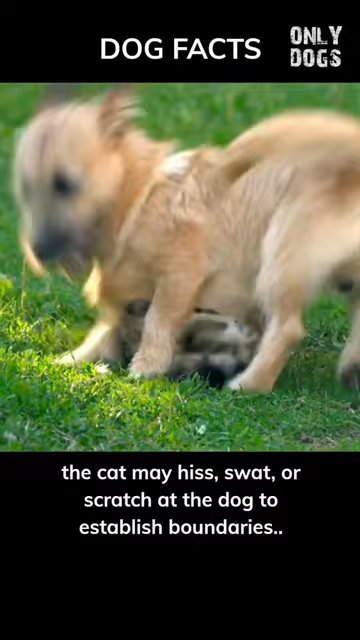 DOG FACTS
ONLY
DOGS
the cat may hiss, swat, or
scratch at the dog to
establish boundaries..